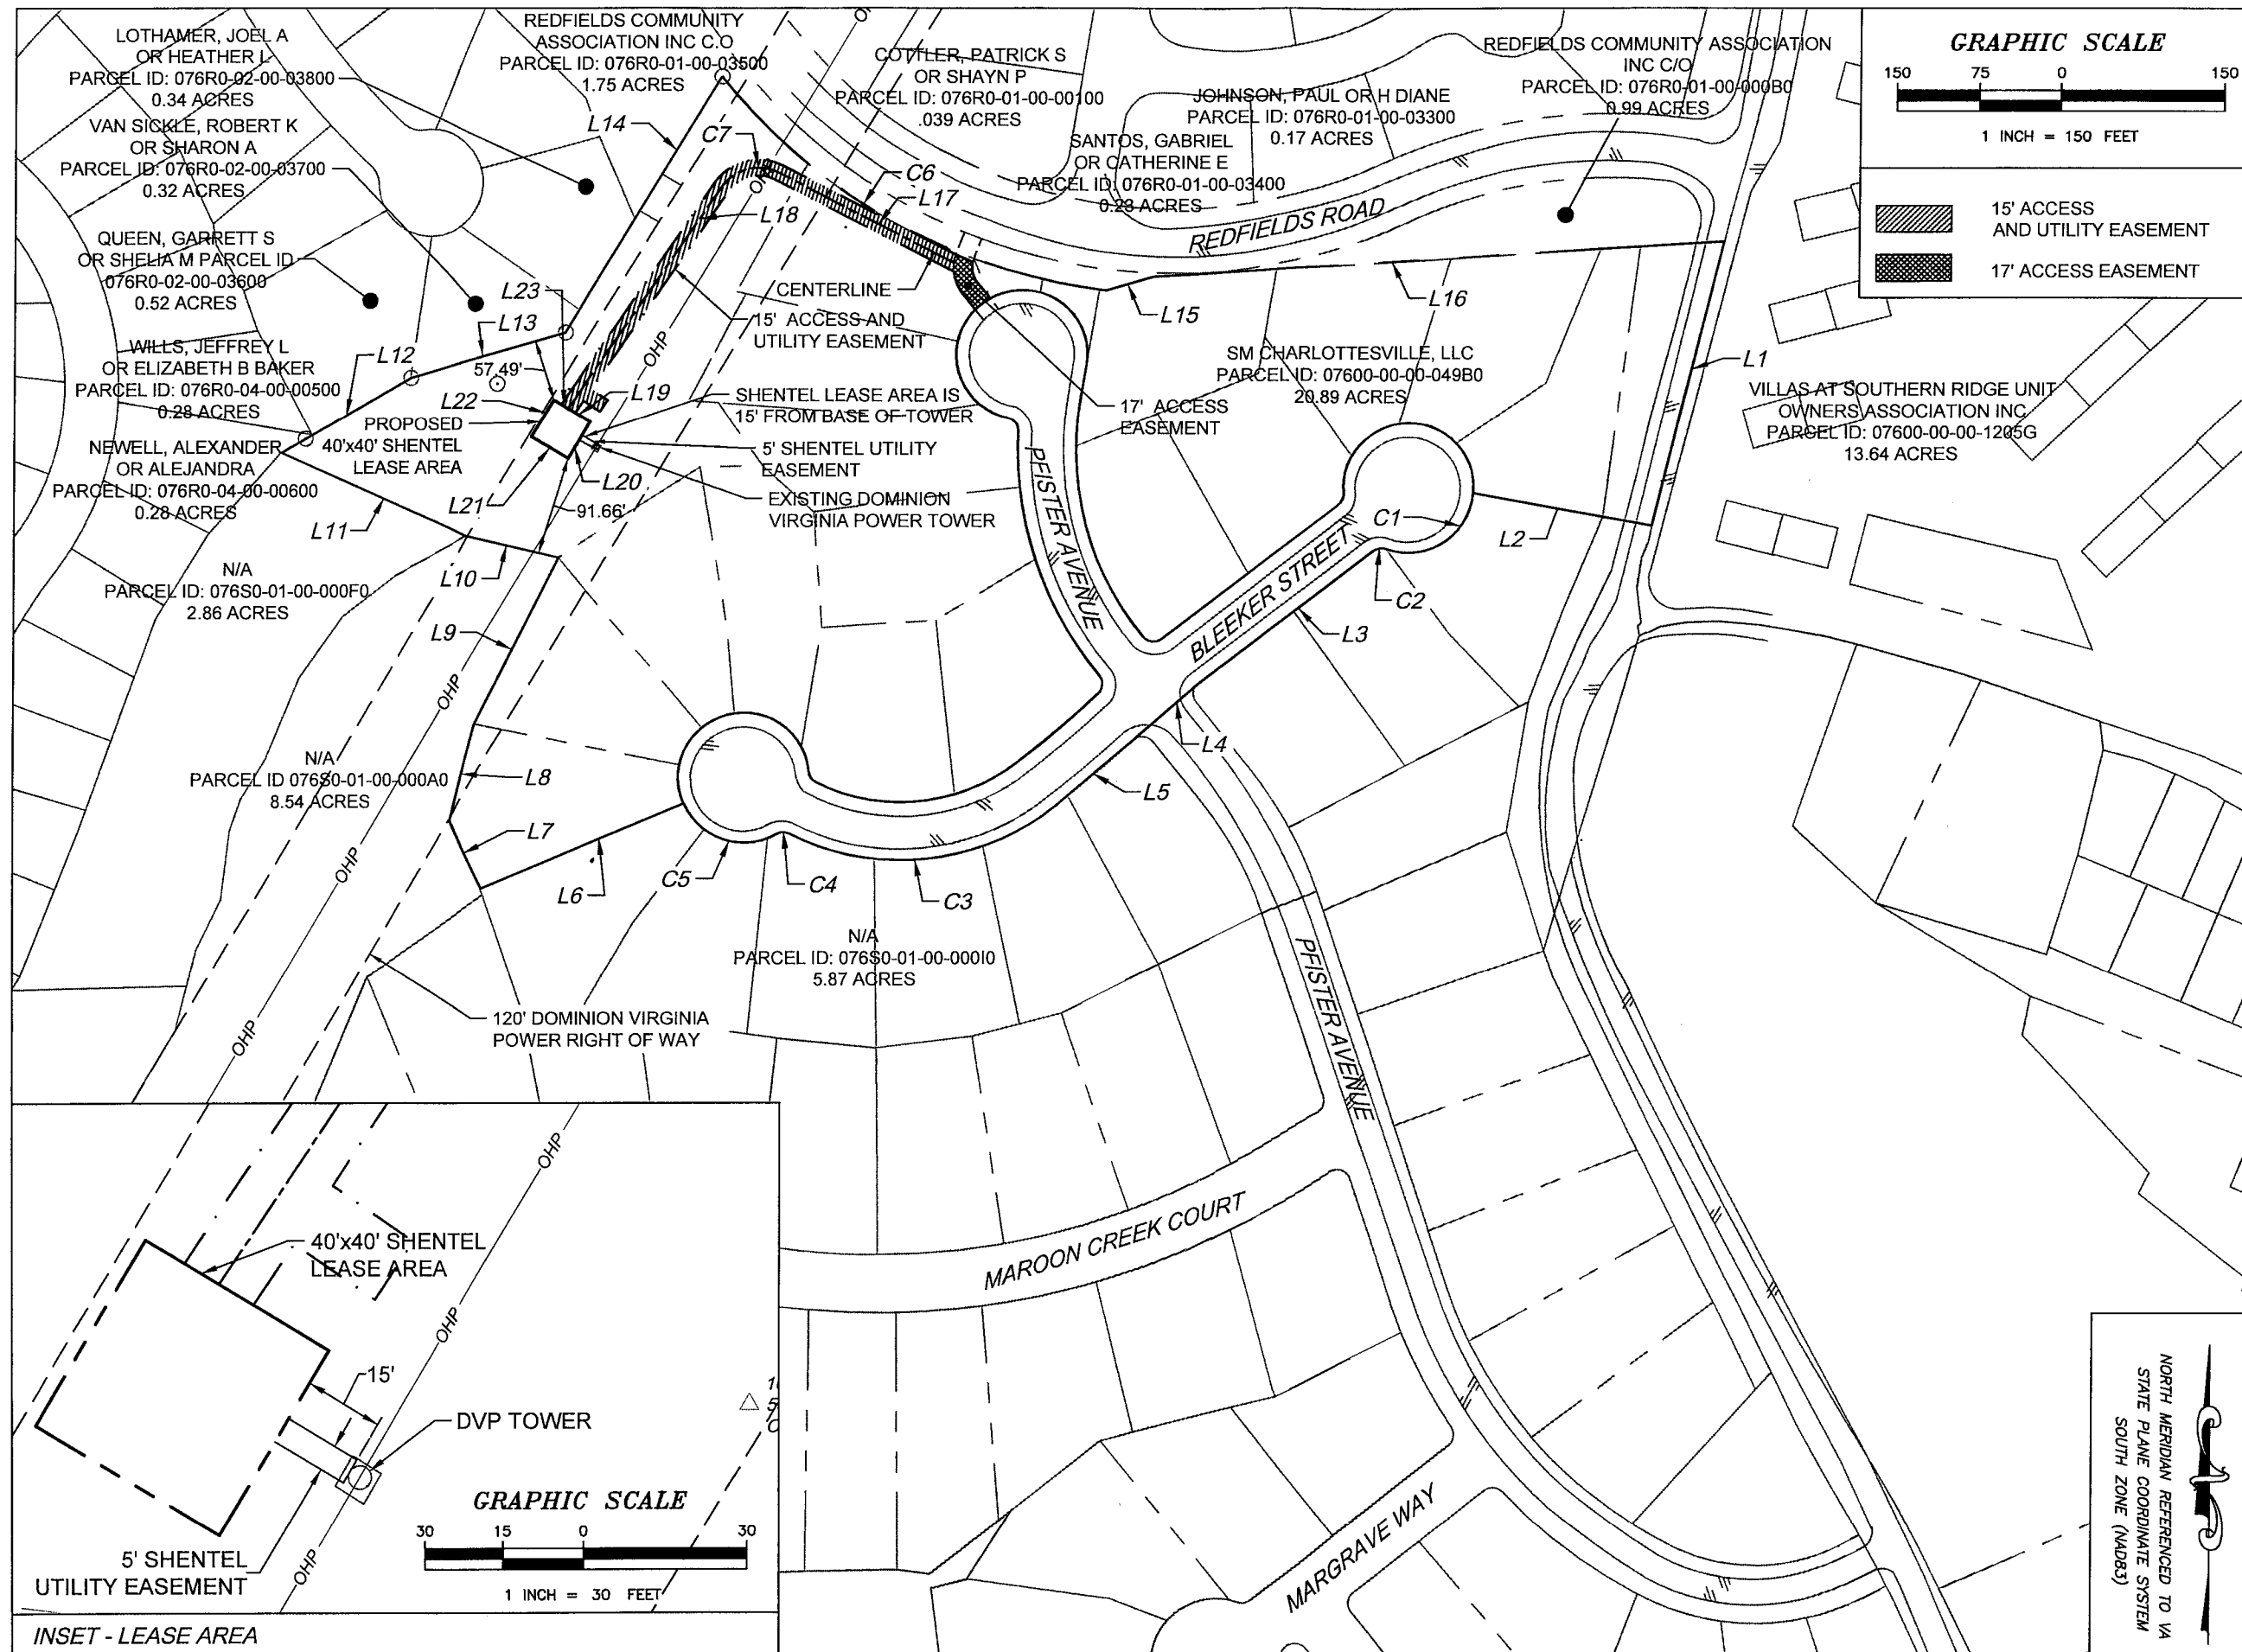 LOTHAMER, JOEL A
OR HEATHER L
PARCEL ID: 076R0-02-00-03800
0.34 ACRES
VAN SICKLE, ROBERT K
OR SHARON A
PARCEL ID: 076R0-02-00-03700
0.32 ACRES
QUEEN, GARRETT S
OR SHELIA M PARCEL ID
076R0-02-00-03600
0.52 ACRES
WILLS, JEFFREY L
OR ELIZABETH B BAKER
PARCEL ID: 076R0-04-00-00500
0.28 ACRES
NEWELL, ALEXANDER
OR ALEJANDRA
PARCEL ID: 076R0-04-00-00600
0.28 ACRES
N/A
PARCEL ID: 076S0-01-00-000F0
2.86 ACRES
N/A
PARCEL ID 076S0-01-00-000A0
8.54 ACRES
REDFIELDS COMMUNITY
ASSOCIATION INC C.O
PARCEL ID: 076R0-01-00-03500
1.75 ACRES
COTTLER, PATRICK S
OR SHAYN P
PARCEL ID: 076R0-01-00-00100
.039 ACRES
SANTOS, GABRIEL
OR CATHERINE E
PARCEL ID: 076R0-01-00-03400
0.23 ACRES
JOHNSON, PAUL OR H DIANE
PARCEL ID: 076R0-01-00-03300
0.17 ACRES
REDFIELDS COMMUNITY ASSOCIATION
INC C/O
PARCEL ID: 076R0-01-00-000B0
0.99 ACRES
GRAPHIC SCALE
150 75 0 150
1 INCH = 150 FEET
15' ACCESS
AND UTILITY EASEMENT
17' ACCESS EASEMENT
L14
C7
C6
L17
L18
REDFIELDS ROAD
L23
L13
L12
57.49'
CENTERLINE
15' ACCESS AND
UTILITY EASEMENT
L15
L16
L1
L22
L19
PROPOSED
40'x40' SHENTEL
LEASE AREA
SHENTEL LEASE AREA IS
15' FROM BASE OF TOWER
5' SHENTEL UTILITY
EASEMENT
17' ACCESS
EASEMENT
SM CHARLOTTESVILLE, LLC
PARCEL ID: 07600-00-00-049B0
20.89 ACRES
VILLAS AT SOUTHERN RIDGE UNIT
OWNERS ASSOCIATION INC
PARCEL ID: 07600-00-00-1205G
13.64 ACRES
L20
L21
91.66'
EXISTING DOMINION
VIRGINIA POWER TOWER
L11
L10
L9
L8
L7
L6
C5
C4
C3
L5
L4
L3
C2
C1
L2
PFISTER AVENUE
BLEEKER STREET
OHP
OHP
OHP
OHP
N/A
PARCEL ID: 076S0-01-00-000I0
5.87 ACRES
120' DOMINION VIRGINIA
POWER RIGHT OF WAY
PFISTER AVENUE
MAROON CREEK COURT
MARGRAVE WAY
OHP
OHP
OHP
40'x40' SHENTEL
LEASE AREA
15'
DVP TOWER
5' SHENTEL
UTILITY EASEMENT
GRAPHIC SCALE
30 15 0 30
1 INCH = 30 FEET
INSET - LEASE AREA
NORTH MERIDIAN REFERENCED TO VA
STATE PLANE COORDINATE SYSTEM
SOUTH ZONE (NAD83)